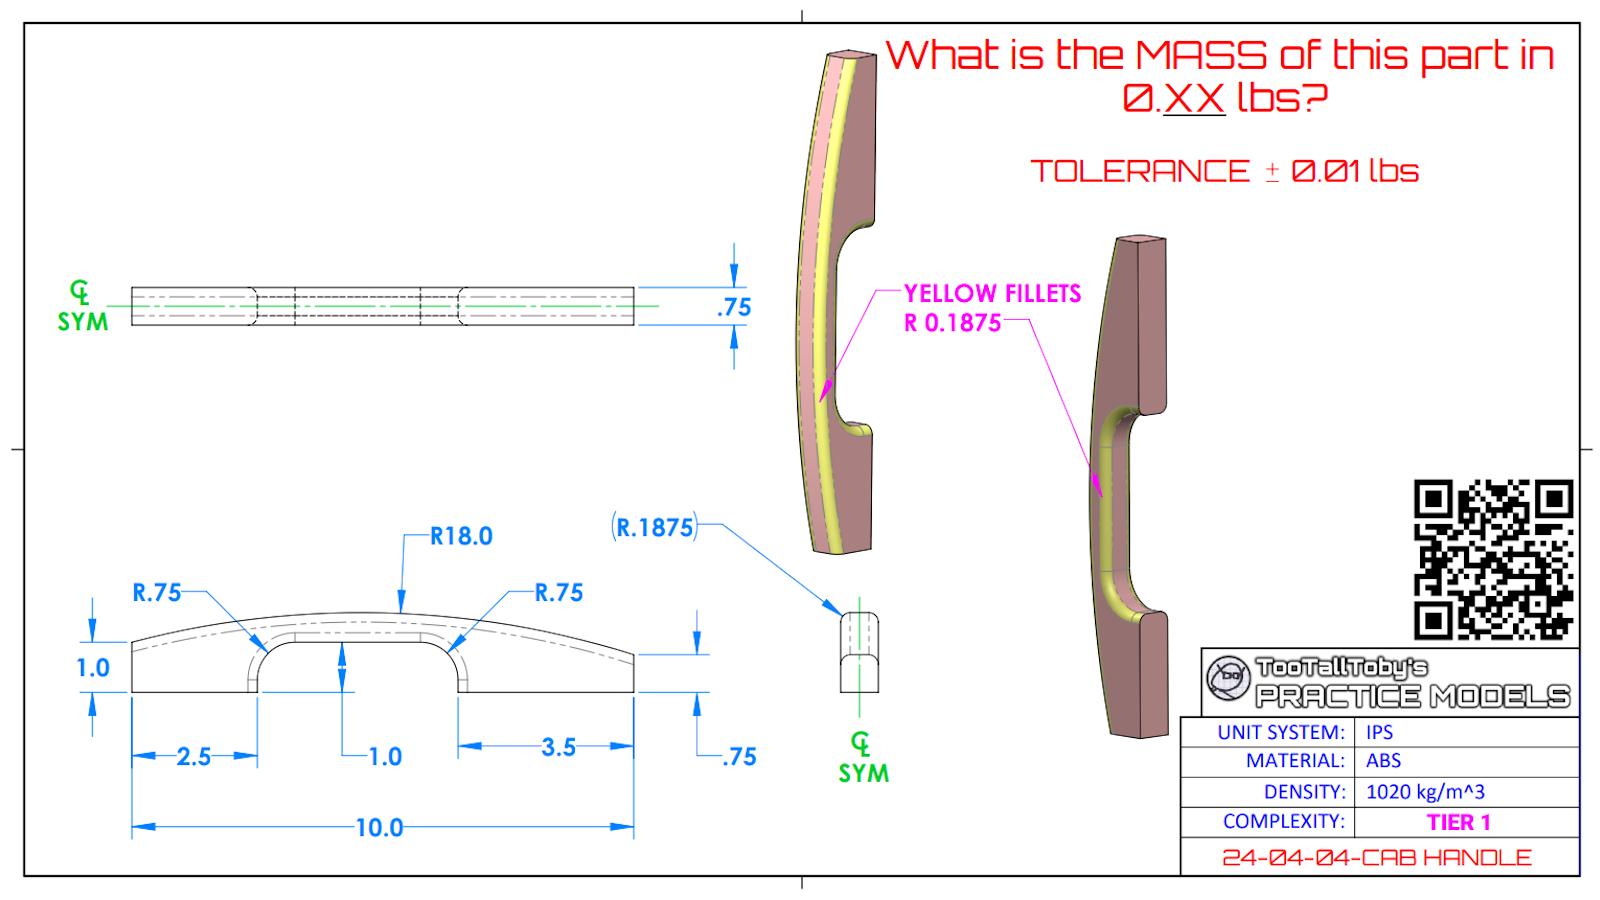 What is the MASS of this part in
0.XX lbs?
TOLERANCE ± 0.01 lbs
℄
SYM
.75
YELLOW FILLETS
R 0.1875
R18.0
(R.1875)
R.75
R.75
1.0
2.5
1.0
3.5
.75
10.0
℄
SYM
TooTallToby's
PRACTICE MODELS
UNIT SYSTEM: IPS
MATERIAL: ABS
DENSITY: 1020 kg/m^3
COMPLEXITY: TIER 1
24-04-04-CAB HANDLE